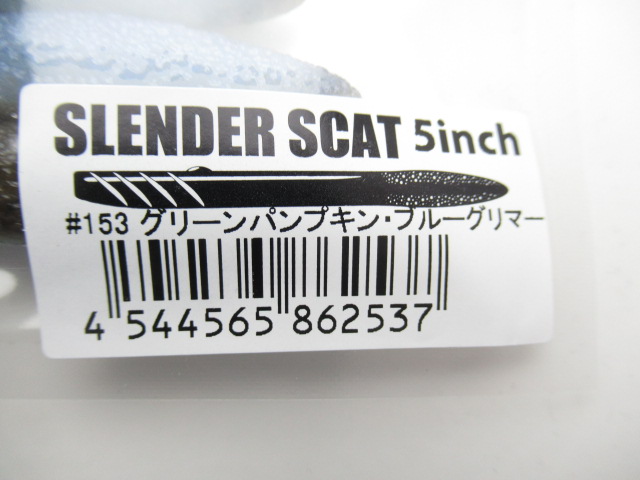 SLENDER SCAT 5inch
#153 グリーンパンプキン・ブルーグリマー
4 544565 862537